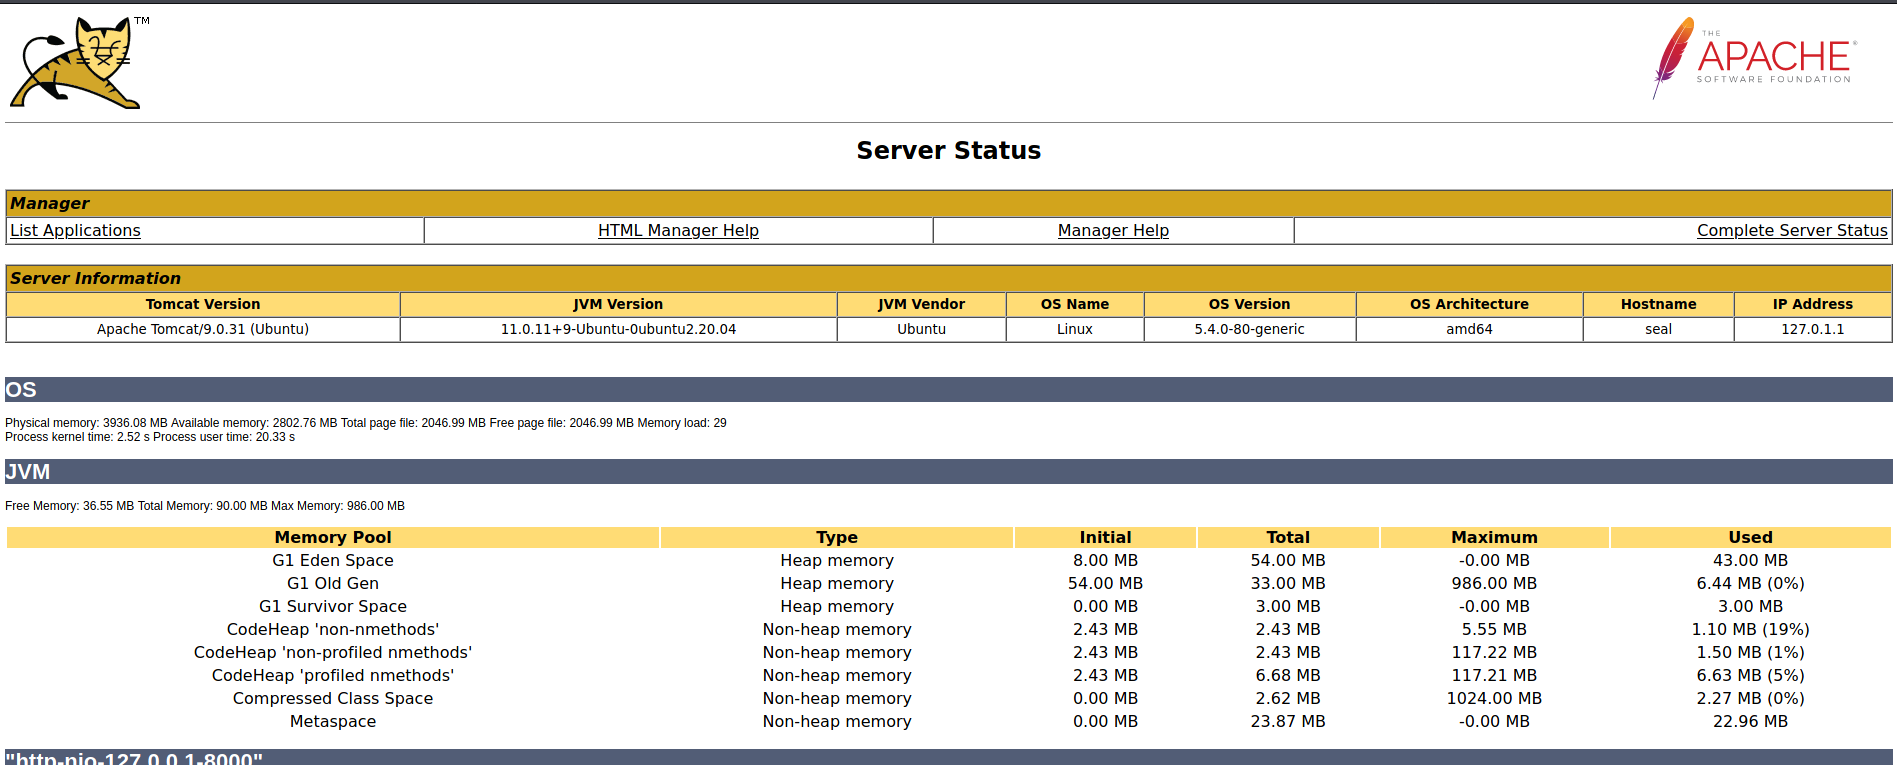 TM
THE
APACHE®
SOFTWARE FOUNDATION
Server Status
Manager
List Applications HTML Manager Help Manager Help Complete Server Status
Server Information
Tomcat Version JVM Version JVM Vendor OS Name OS Version OS Architecture Hostname IP Address
Apache Tomcat/9.0.31 (Ubuntu) 11.0.11+9-Ubuntu-0ubuntu2.20.04 Ubuntu Linux 5.4.0-80-generic amd64 seal 127.0.1.1
OS
Physical memory: 3936.08 MB Available memory: 2802.76 MB Total page file: 2046.99 MB Free page file: 2046.99 MB Memory load: 29
Process kernel time: 2.52 s Process user time: 20.33 s
JVM
Free Memory: 36.55 MB Total Memory: 90.00 MB Max Memory: 986.00 MB
Memory Pool Type Initial Total Maximum Used
G1 Eden Space Heap memory 8.00 MB 54.00 MB -0.00 MB 43.00 MB
G1 Old Gen Heap memory 54.00 MB 33.00 MB 986.00 MB 6.44 MB (0%)
G1 Survivor Space Heap memory 0.00 MB 3.00 MB -0.00 MB 3.00 MB
CodeHeap 'non-nmethods' Non-heap memory 2.43 MB 2.43 MB 5.55 MB 1.10 MB (19%)
CodeHeap 'non-profiled nmethods' Non-heap memory 2.43 MB 2.43 MB 117.22 MB 1.50 MB (1%)
CodeHeap 'profiled nmethods' Non-heap memory 2.43 MB 6.68 MB 117.21 MB 6.63 MB (5%)
Compressed Class Space Non-heap memory 0.00 MB 2.62 MB 1024.00 MB 2.27 MB (0%)
Metaspace Non-heap memory 0.00 MB 23.87 MB -0.00 MB 22.96 MB
"http-nio-127.0.0.1-8000"